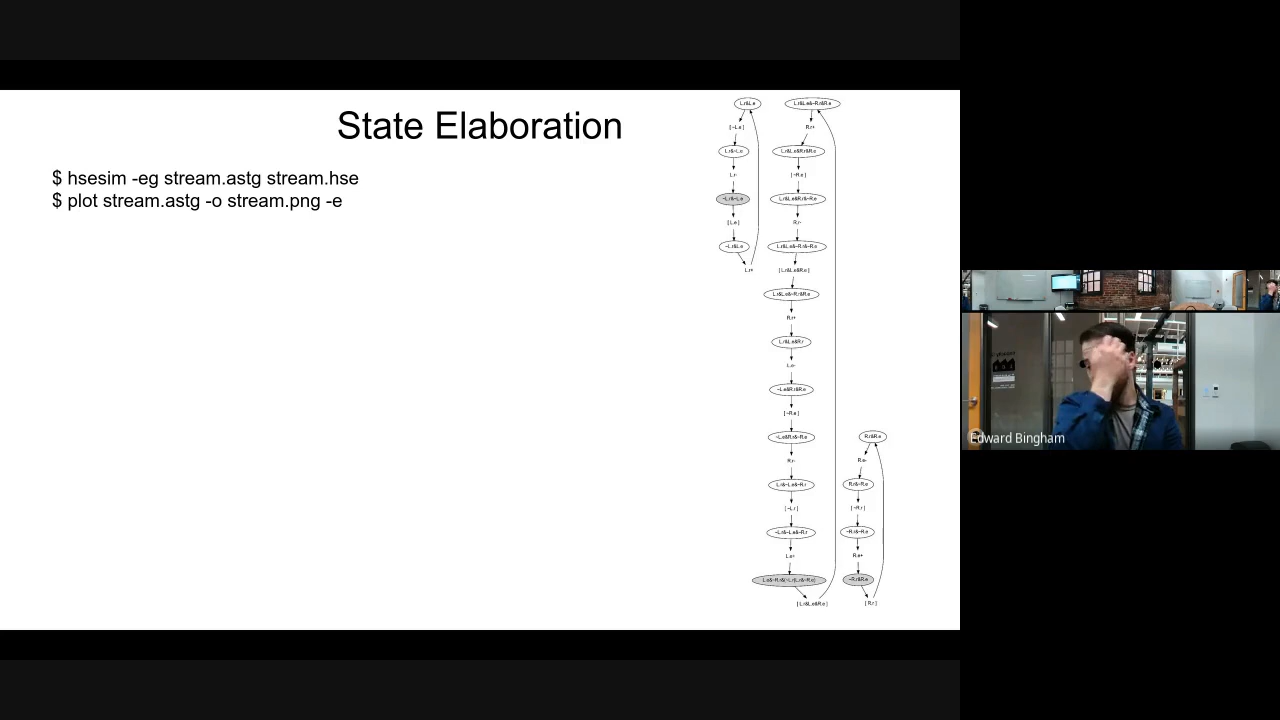 State Elaboration
$ hsesim -eg stream.astg stream.hse
$ plot stream.astg -o stream.png -e
L.r&L.e
[~L.e]
L.r&~L.e
L.r-
~L.r&~L.e
[L.e]
~L.r&L.e
L.r+
L.r&L.e&~R.r&R.e
R.r+
L.r&L.e&R.r&R.e
[~R.e]
L.r&L.e&R.r&~R.e
R.r-
L.r&L.e&~R.r&~R.e
[L.r&L.e&R.e]
L.r&L.e&~R.r&R.e
R.r+
L.r&L.e&R.r
L.e-
~L.e&R.r&R.e
[~R.e]
~L.e&R.r&~R.e
R.r-
L.r&~L.e&~R.r
[~L.r]
~L.r&~L.e&~R.r
L.e+
[L.r&L.e&R.e]
R.r&R.e
R.e-
R.r&~R.e
[~R.r]
~R.r&~R.e
R.e+
~R.r&R.e
[R.r]
Edward Bingham